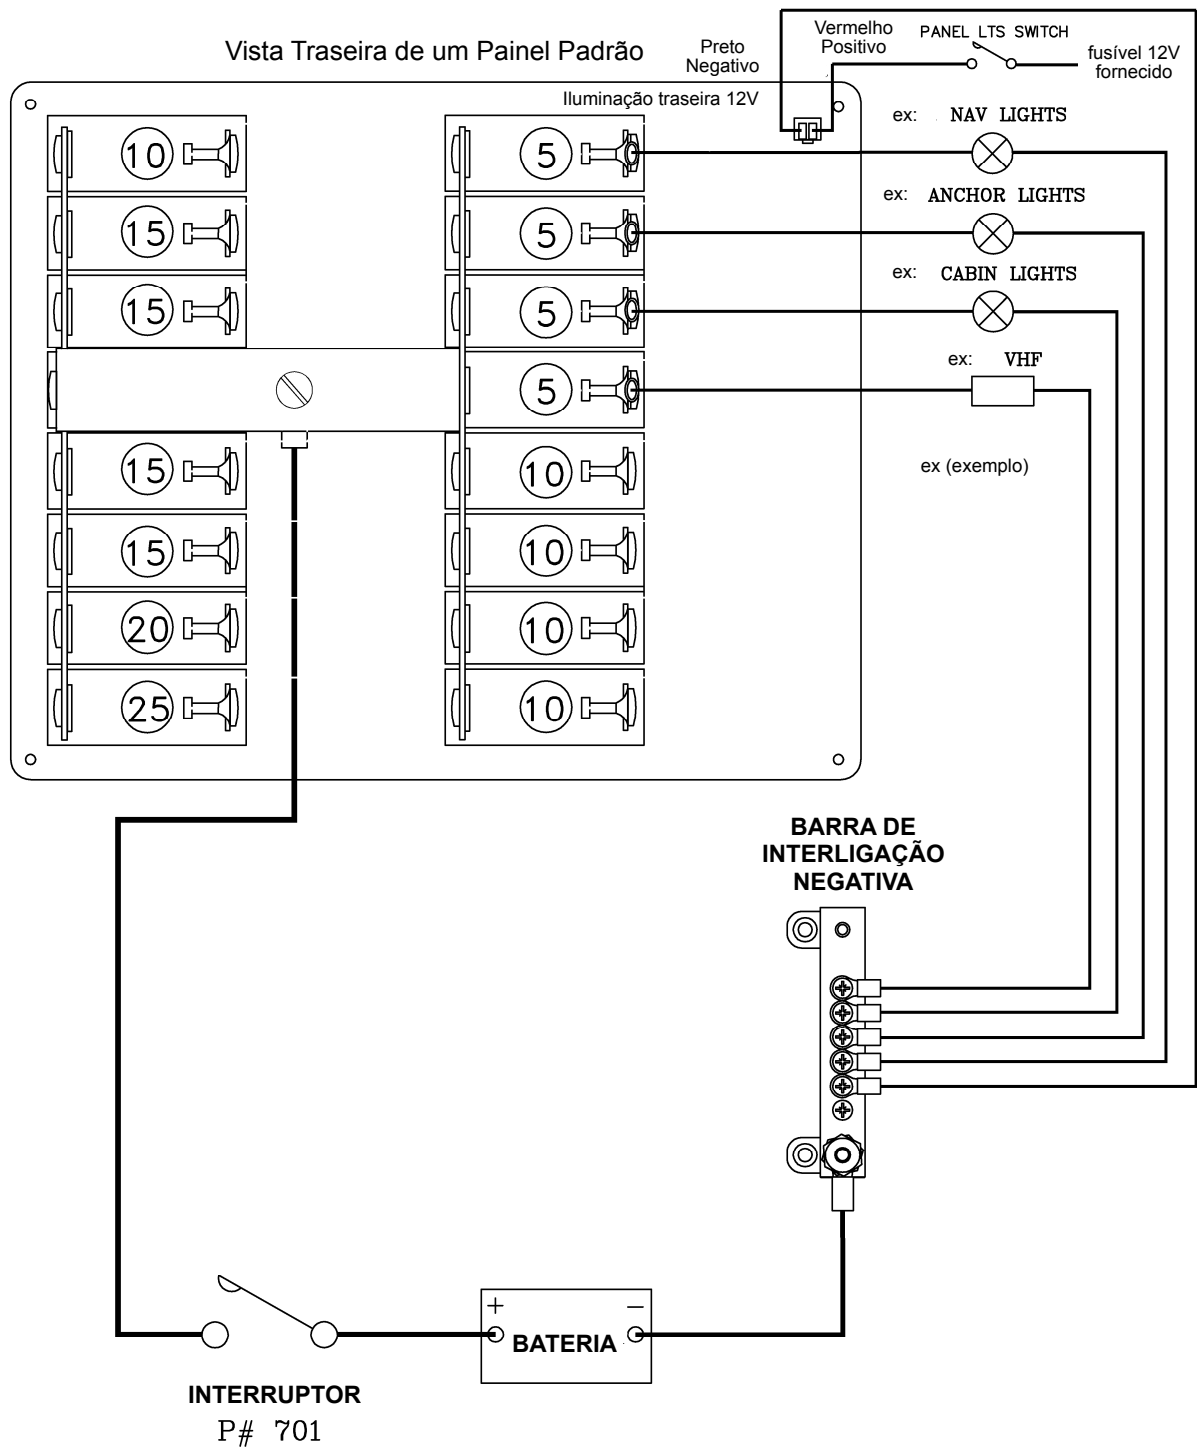 Vista Traseira de um Painel Padrão
Preto
Negativo
Vermelho
Positivo
PANEL LTS SWITCH
fusível 12V
fornecido
Iluminação traseira 12V
ex: NAV LIGHTS
10
5
ex: ANCHOR LIGHTS
15
5
ex: CABIN LIGHTS
15
5
ex: VHF
5
ex (exemplo)
15
10
15
10
20
10
25
10
BARRA DE
INTERLIGAÇÃO
NEGATIVA
+ −
BATERIA
INTERRUPTOR
P# 701